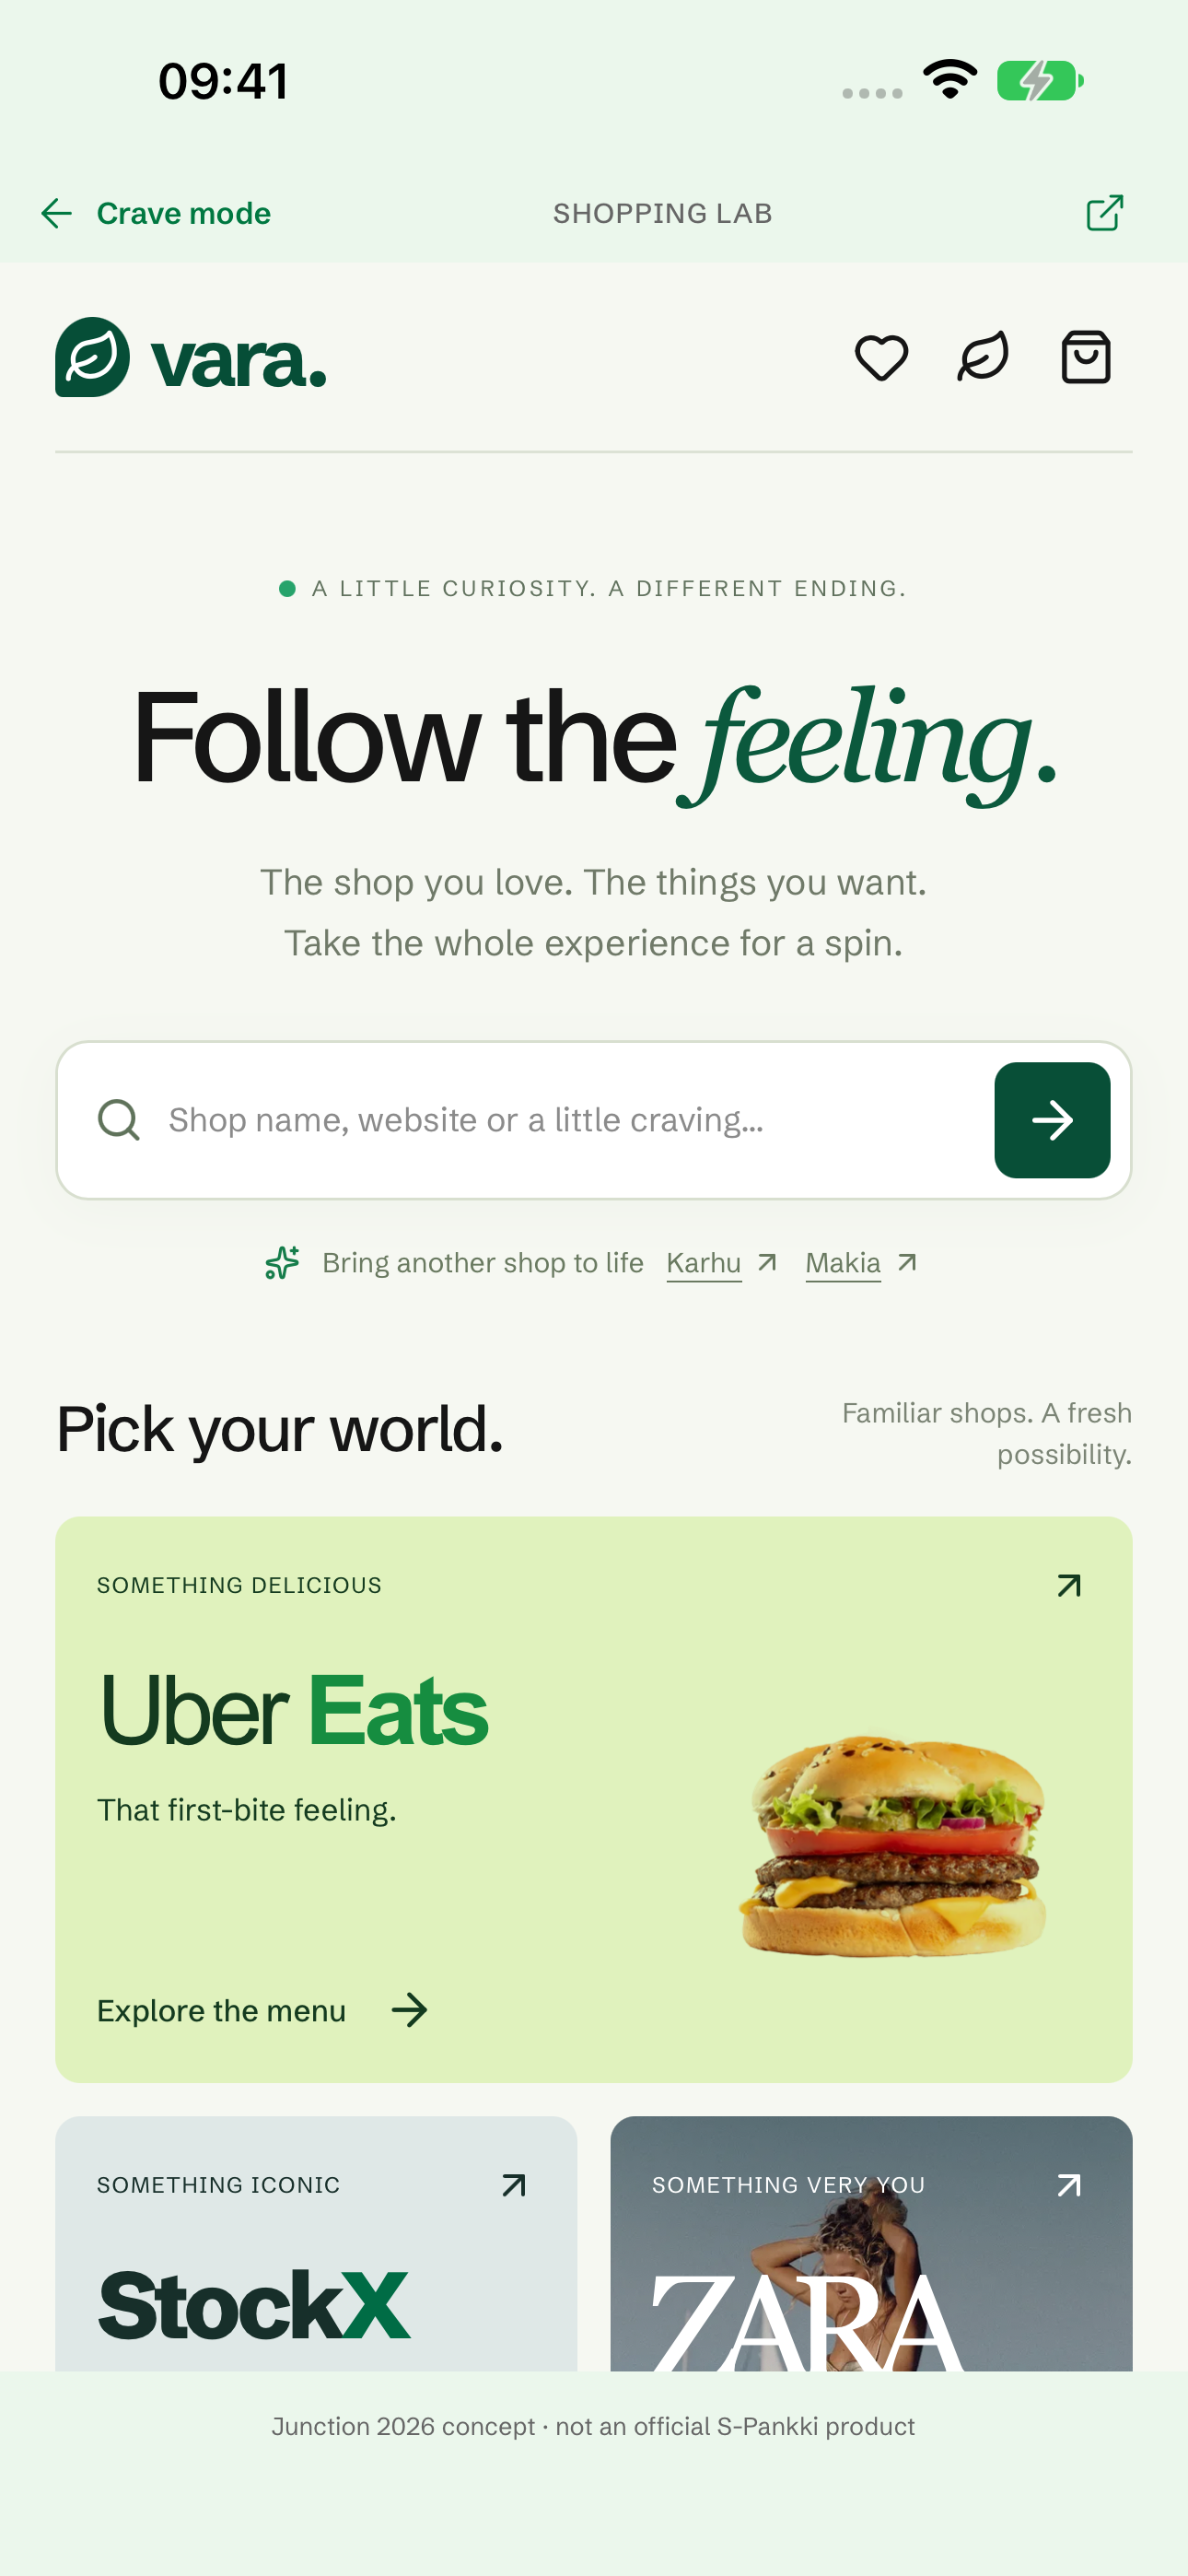 09:41
Crave mode
SHOPPING LAB
vara.
A LITTLE CURIOSITY. A DIFFERENT ENDING.
Follow the feeling.
The shop you love. The things you want.
Take the whole experience for a spin.
Shop name, website or a little craving...
Bring another shop to life Karhu Makia
Pick your world.
Familiar shops. A fresh
possibility.
SOMETHING DELICIOUS
Uber Eats
That first-bite feeling.
Explore the menu
SOMETHING ICONIC
StockX
SOMETHING VERY YOU
ZARA
Junction 2026 concept · not an official S-Pankki product